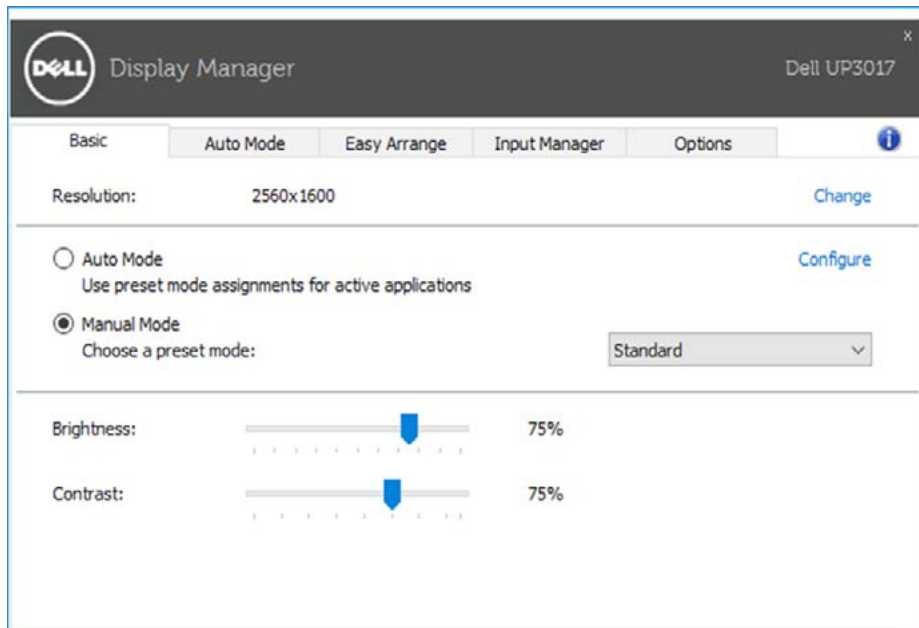 x
DELL Display Manager Dell UP3017
Basic Auto Mode Easy Arrange Input Manager Options i
Resolution: 2560x1600 Change
Auto Mode Configure
Use preset mode assignments for active applications
Manual Mode
Choose a preset mode: Standard
Brightness: 75%
Contrast: 75%